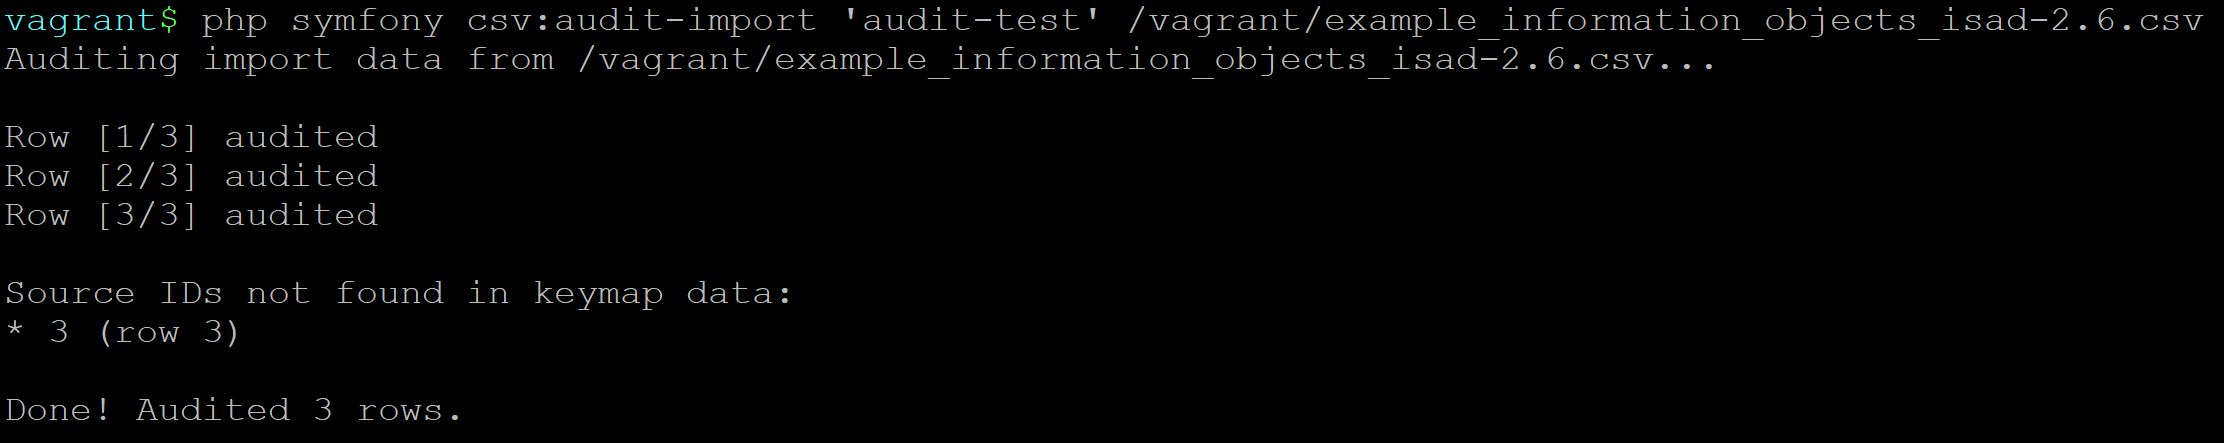 vagrant$ php symfony csv:audit-import 'audit-test' /vagrant/example_information_objects_isad-2.6.csv
Auditing import data from /vagrant/example_information_objects_isad-2.6.csv...
Row [1/3] audited
Row [2/3] audited
Row [3/3] audited
Source IDs not found in keymap data:
* 3 (row 3)
Done! Audited 3 rows.